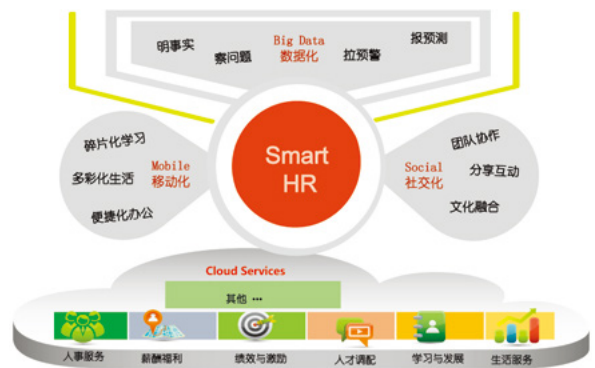 明事实
察问题
Big Data
数据化
拉预警
报预测
碎片化学习
多彩化生活
便捷化办公
Mobile
移动化
Smart
HR
Social
社交化
团队协作
分享互动
文化融合
Cloud Services
其他 ...
人事服务
薪酬福利
绩效与激励
人才调配
学习与发展
生活服务